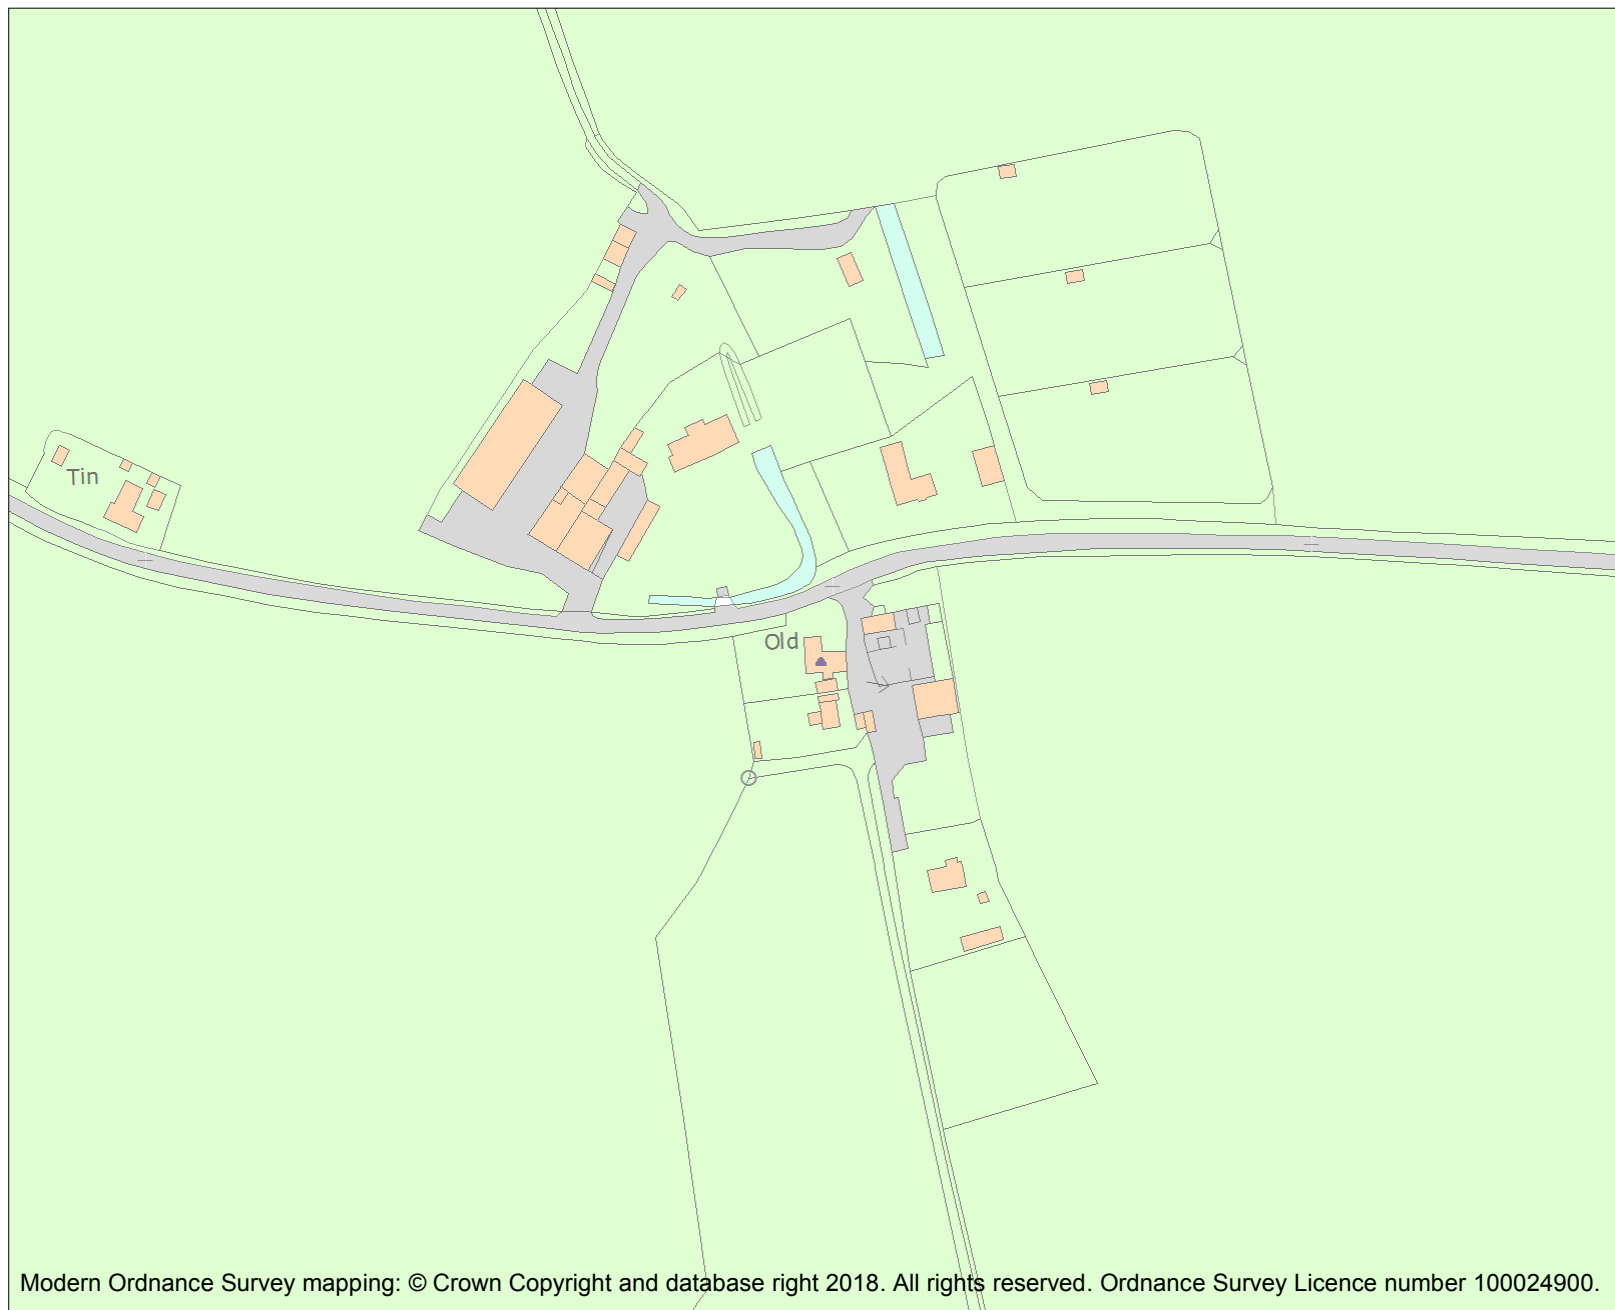 Tin
Old
Modern Ordnance Survey mapping: © Crown Copyright and database right 2018. All rights reserved. Ordnance Survey Licence number 100024900.